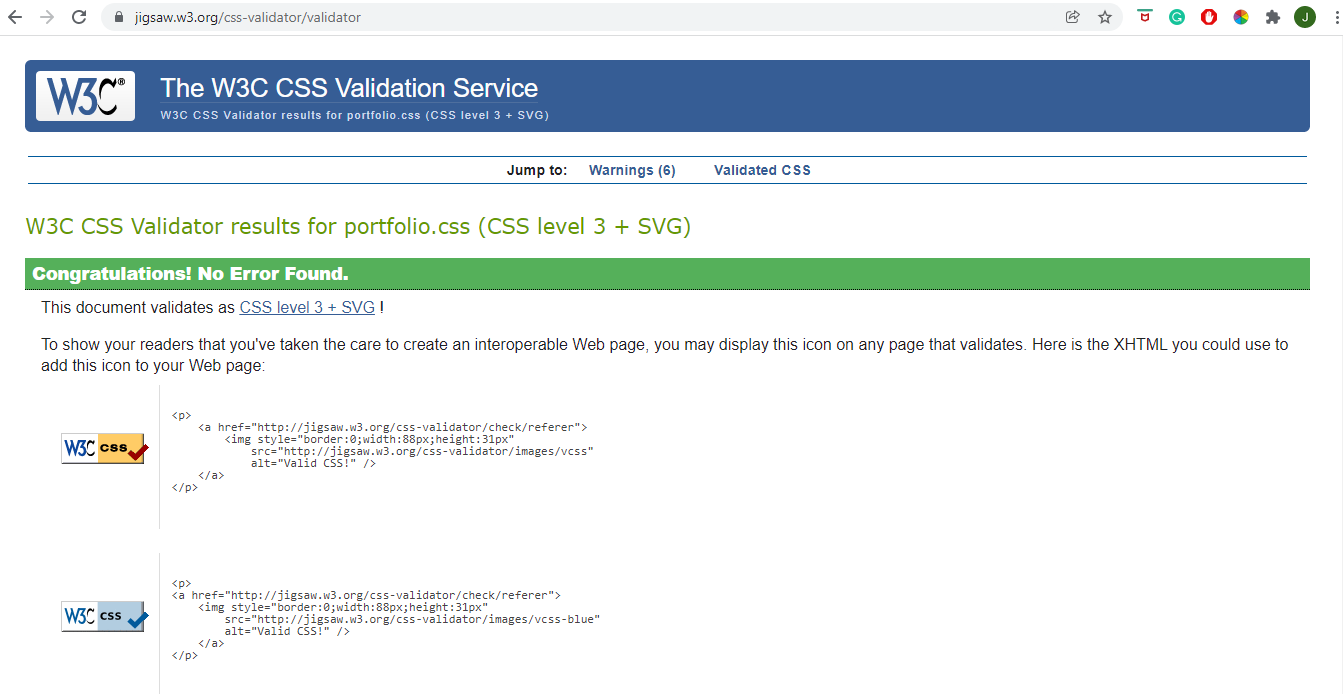 jigsaw.w3.org/css-validator/validator
G
J
W3C®
The W3C CSS Validation Service
W3C CSS Validator results for portfolio.css (CSS level 3 + SVG)
Jump to: Warnings (6) Validated CSS
W3C CSS Validator results for portfolio.css (CSS level 3 + SVG)
Congratulations! No Error Found.
This document validates as CSS level 3 + SVG !
To show your readers that you've taken the care to create an interoperable Web page, you may display this icon on any page that validates. Here is the XHTML you could use to
add this icon to your Web page:
W3C css
<p>
<a href="http://jigsaw.w3.org/css-validator/check/referer">
<img style="border:0;width:88px;height:31px"
src="http://jigsaw.w3.org/css-validator/images/vcss"
alt="Valid CSS!" />
</a>
</p>
W3C css
<p>
<a href="http://jigsaw.w3.org/css-validator/check/referer">
<img style="border:0;width:88px;height:31px"
src="http://jigsaw.w3.org/css-validator/images/vcss-blue"
alt="Valid CSS!" />
</a>
</p>